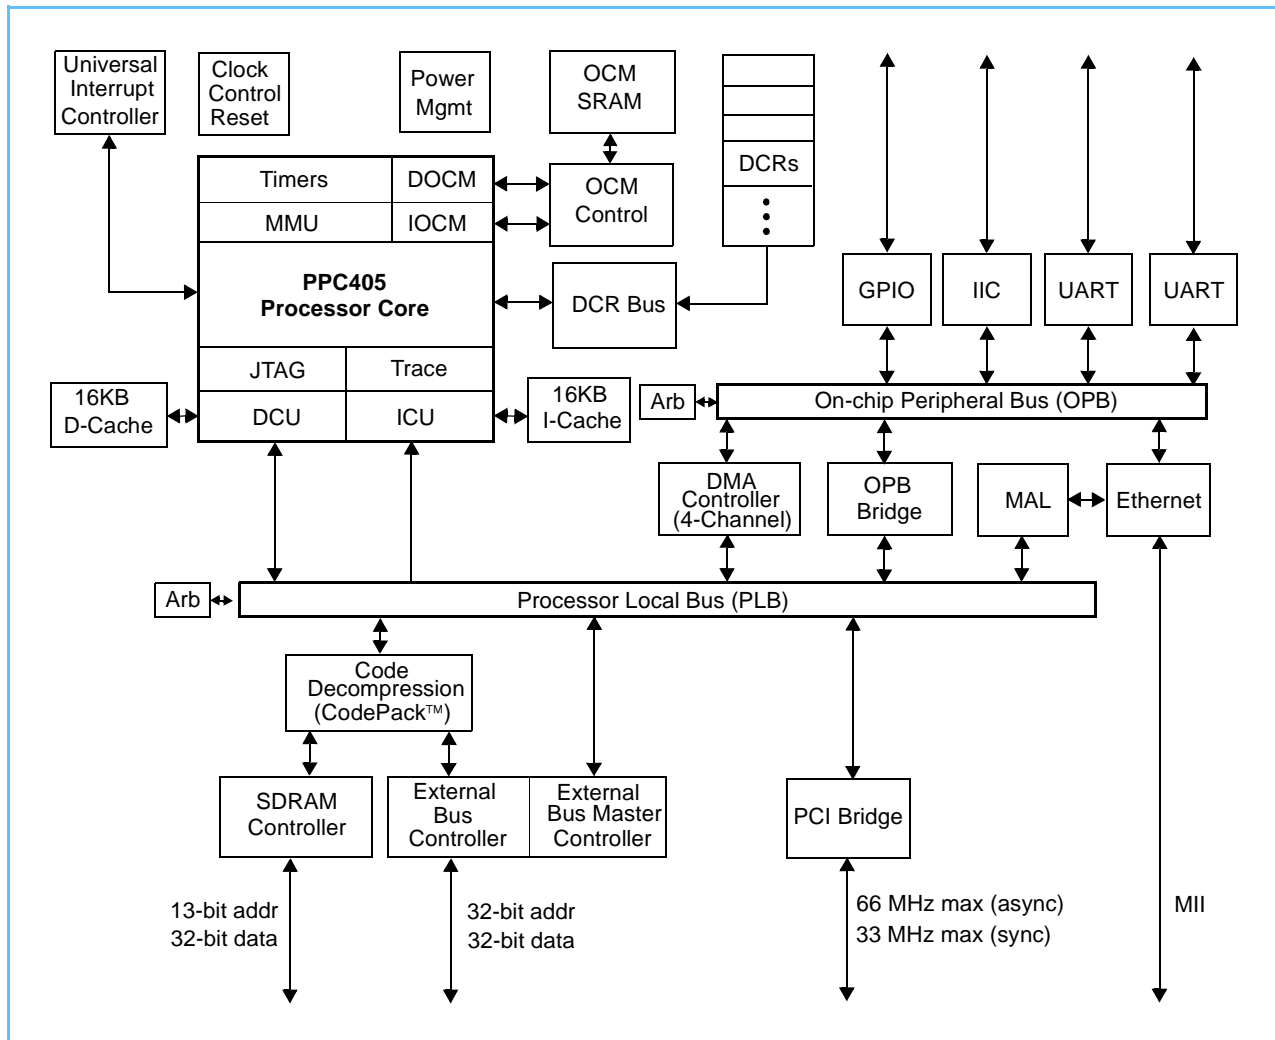 Universal
Interrupt
Controller
Clock
Control
Reset
Power
Mgmt
OCM
SRAM
DCRs
Timers
DOCM
MMU
IOCM
OCM
Control
PPC405
Processor Core
DCR Bus
GPIO
IIC
UART
UART
JTAG
Trace
DCU
ICU
16KB
D-Cache
16KB
I-Cache
Arb
On-chip Peripheral Bus (OPB)
DMA
Controller
(4-Channel)
OPB
Bridge
MAL
Ethernet
Arb
Processor Local Bus (PLB)
Code
Decompression
(CodePack™)
SDRAM
Controller
External
Bus
Controller
External
Bus Master
Controller
PCI Bridge
13-bit addr
32-bit data
32-bit addr
32-bit data
66 MHz max (async)
33 MHz max (sync)
MII